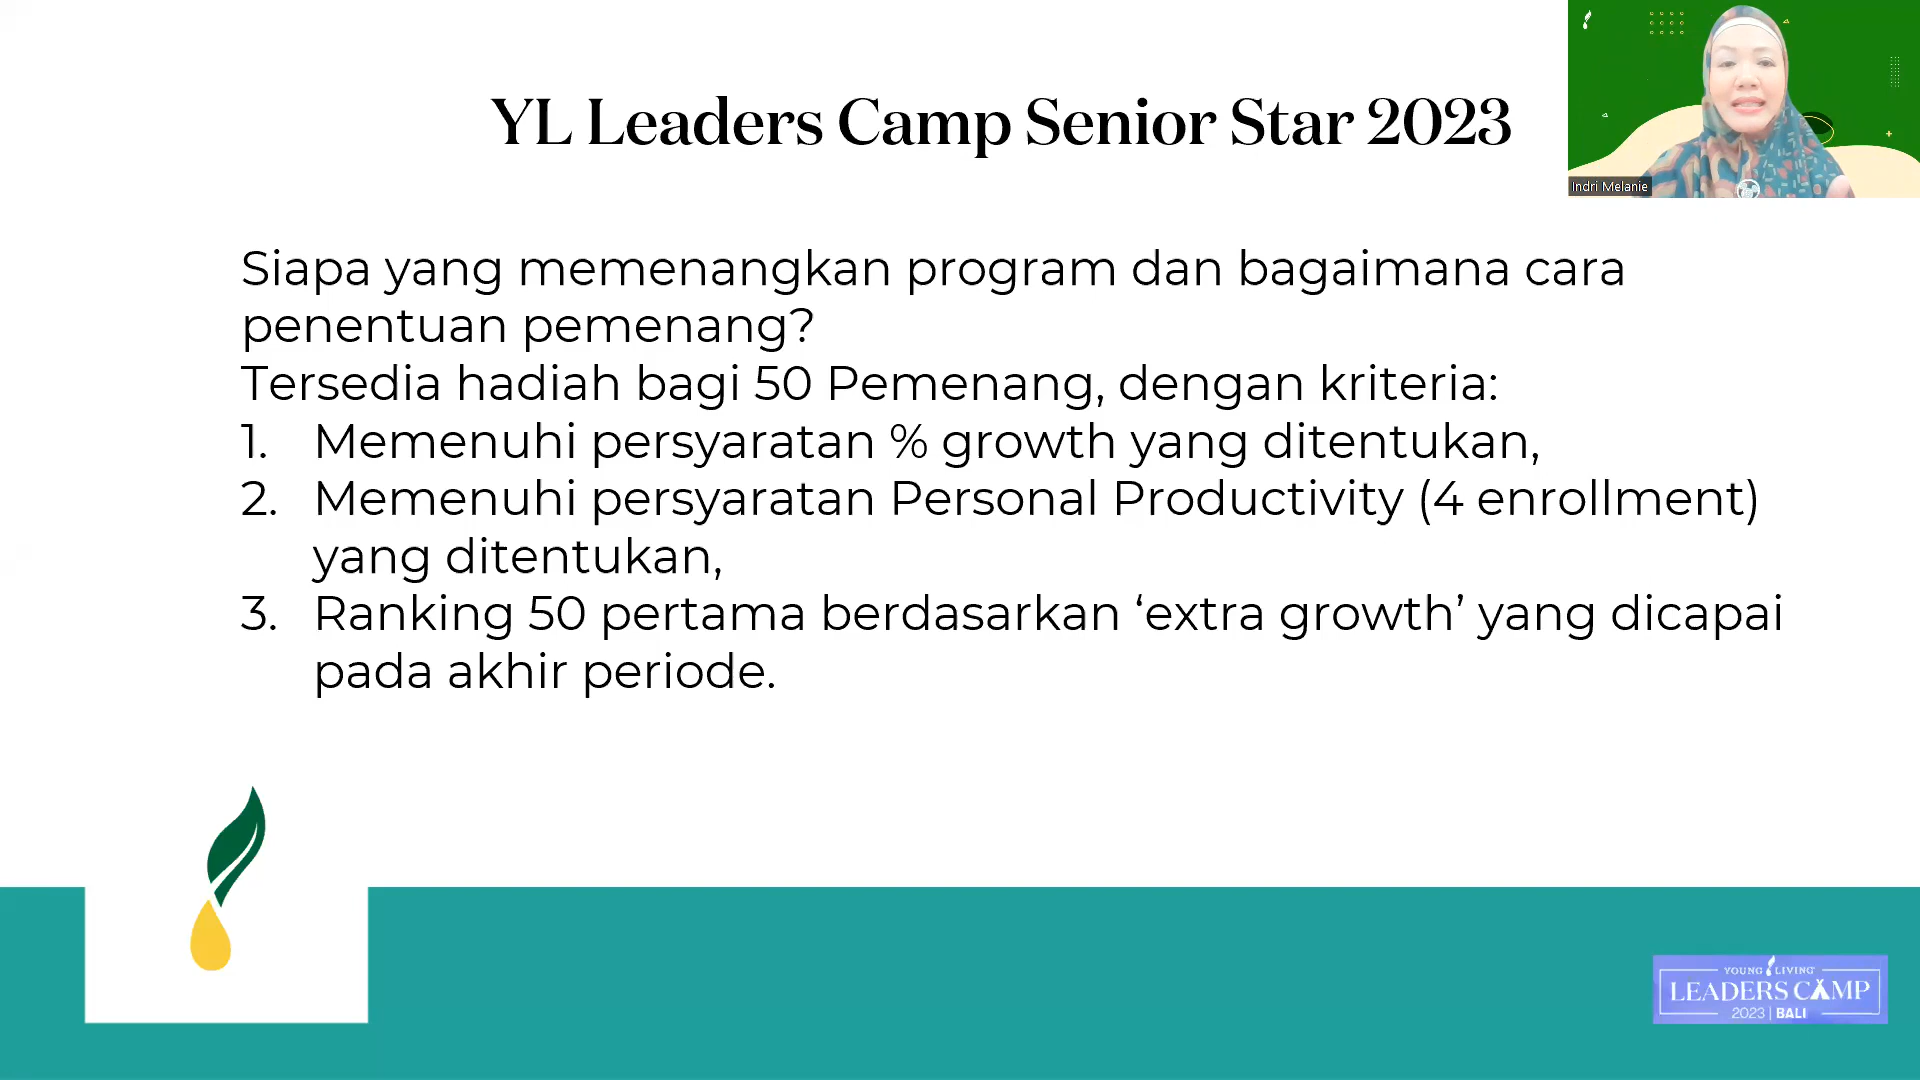 YL Leaders Camp Senior Star 2023
Indri Melanie
Siapa yang memenangkan program dan bagaimana cara
penentuan pemenang?
Tersedia hadiah bagi 50 Pemenang, dengan kriteria:
1. Memenuhi persyaratan % growth yang ditentukan,
2. Memenuhi persyaratan Personal Productivity (4 enrollment)
yang ditentukan,
3. Ranking 50 pertama berdasarkan ‘extra growth’ yang dicapai
pada akhir periode.
YOUNG LIVING
LEADERS CAMP
2023 | BALI